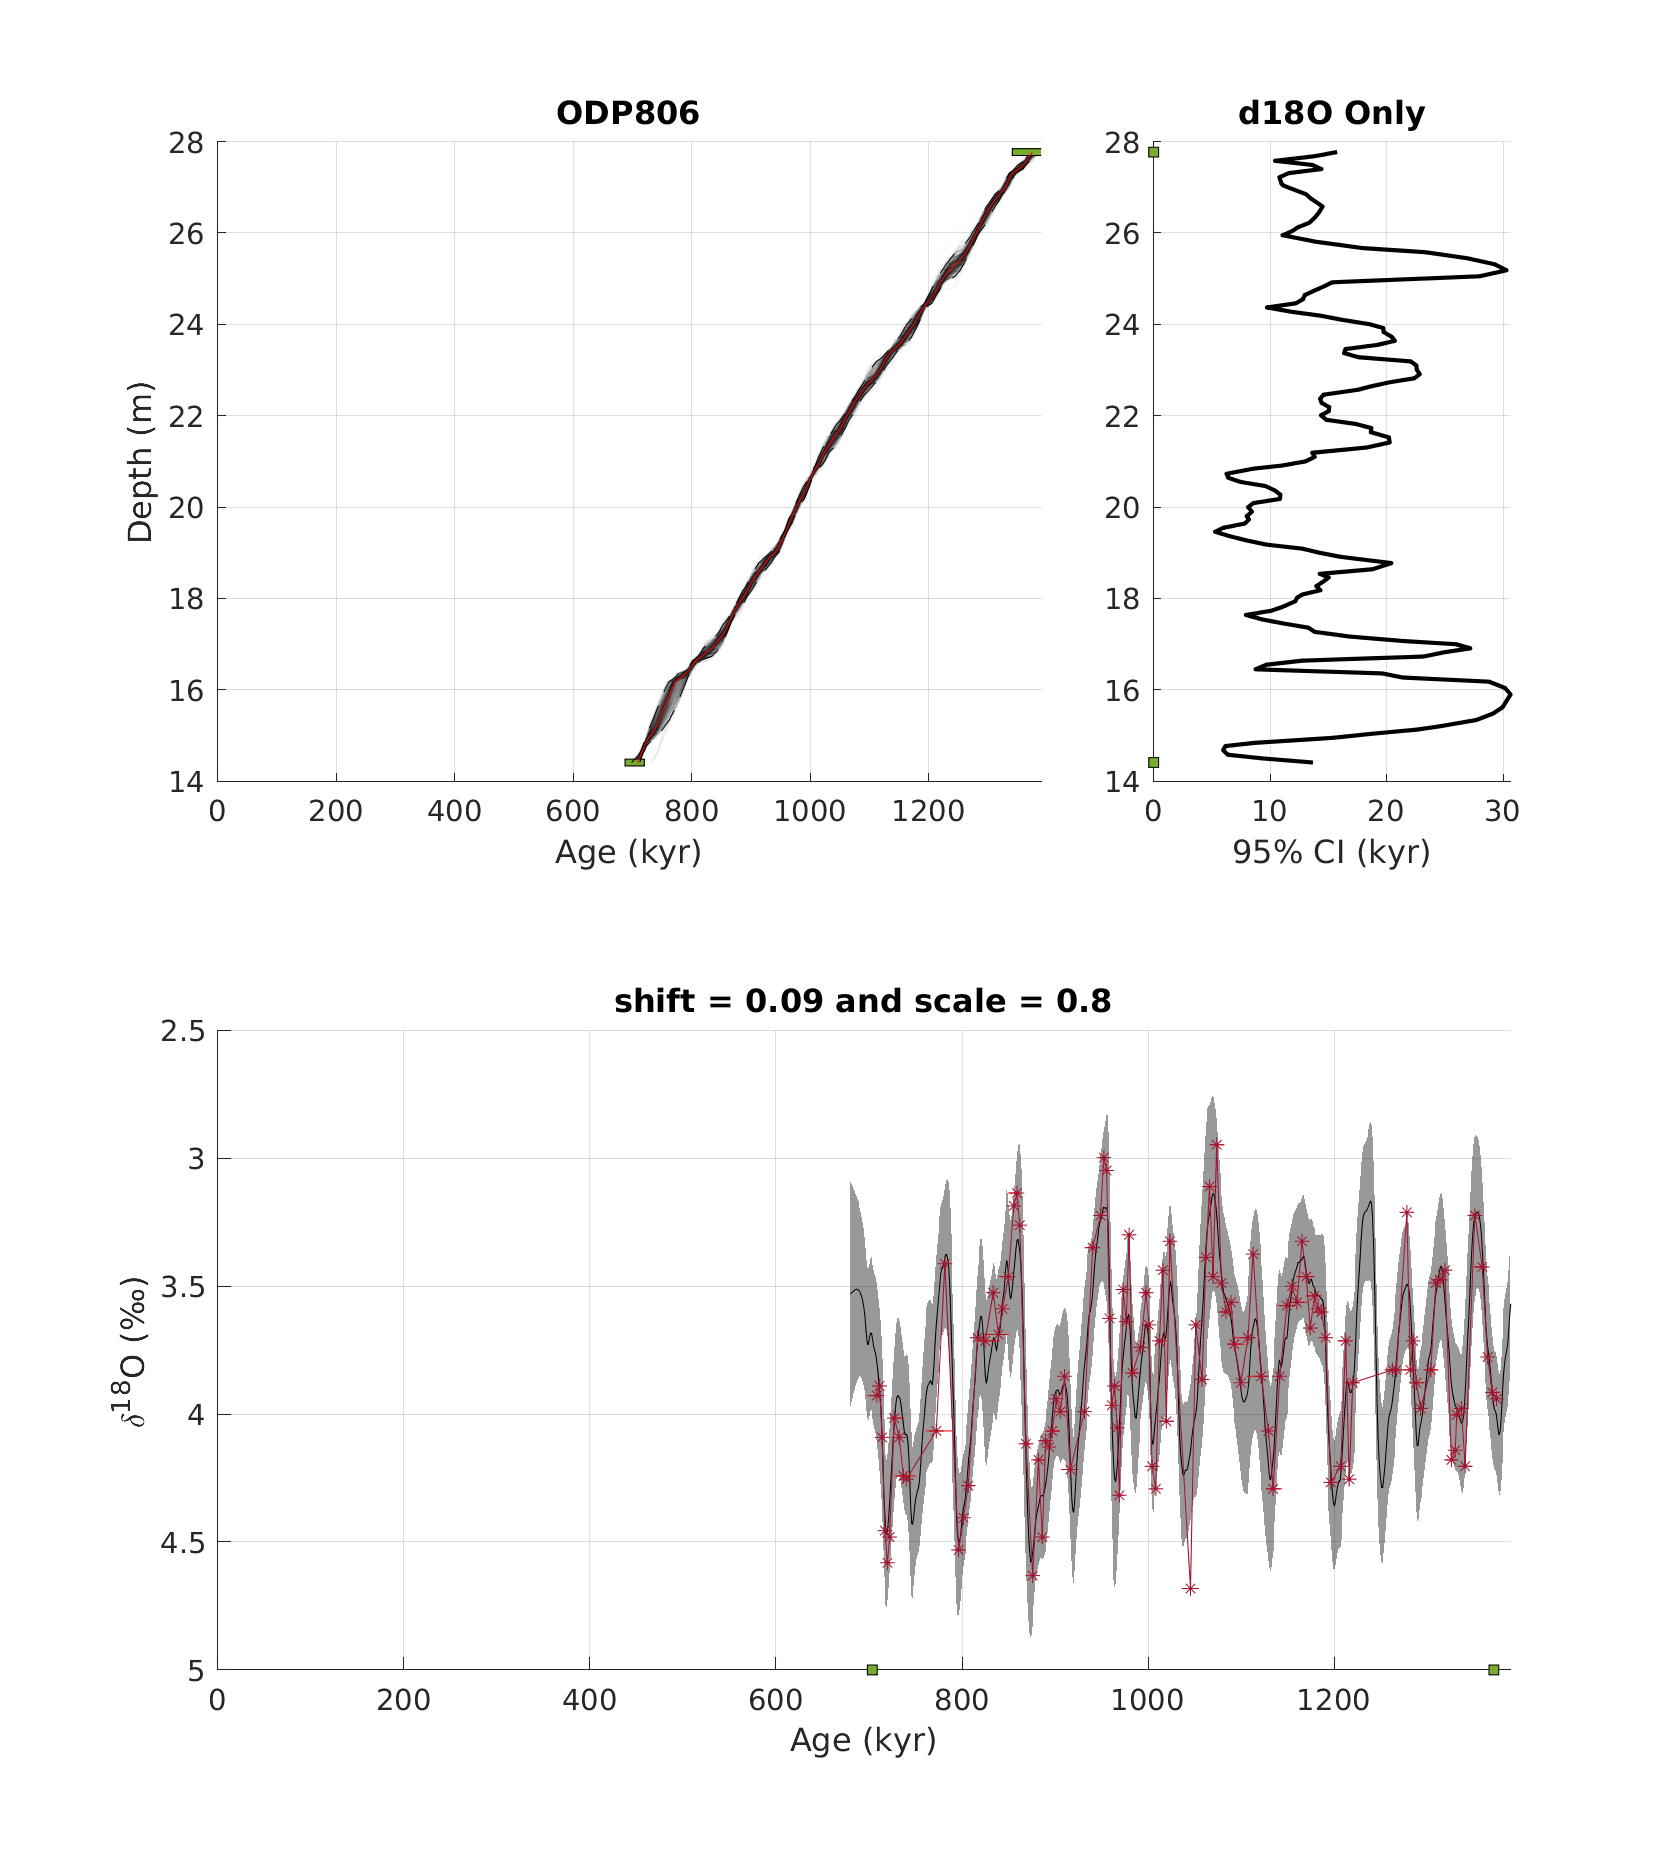 ODP806
d18O Only
28
26
24
22
20
18
16
14
Depth (m)
0 200 400 600 800 1000 1200
Age (kyr)
28
26
24
22
20
18
16
14
0 10 20 30
95% CI (kyr)
shift = 0.09 and scale = 0.8
2.5
3
3.5
4
4.5
5
δ18O (‰)
0 200 400 600 800 1000 1200
Age (kyr)